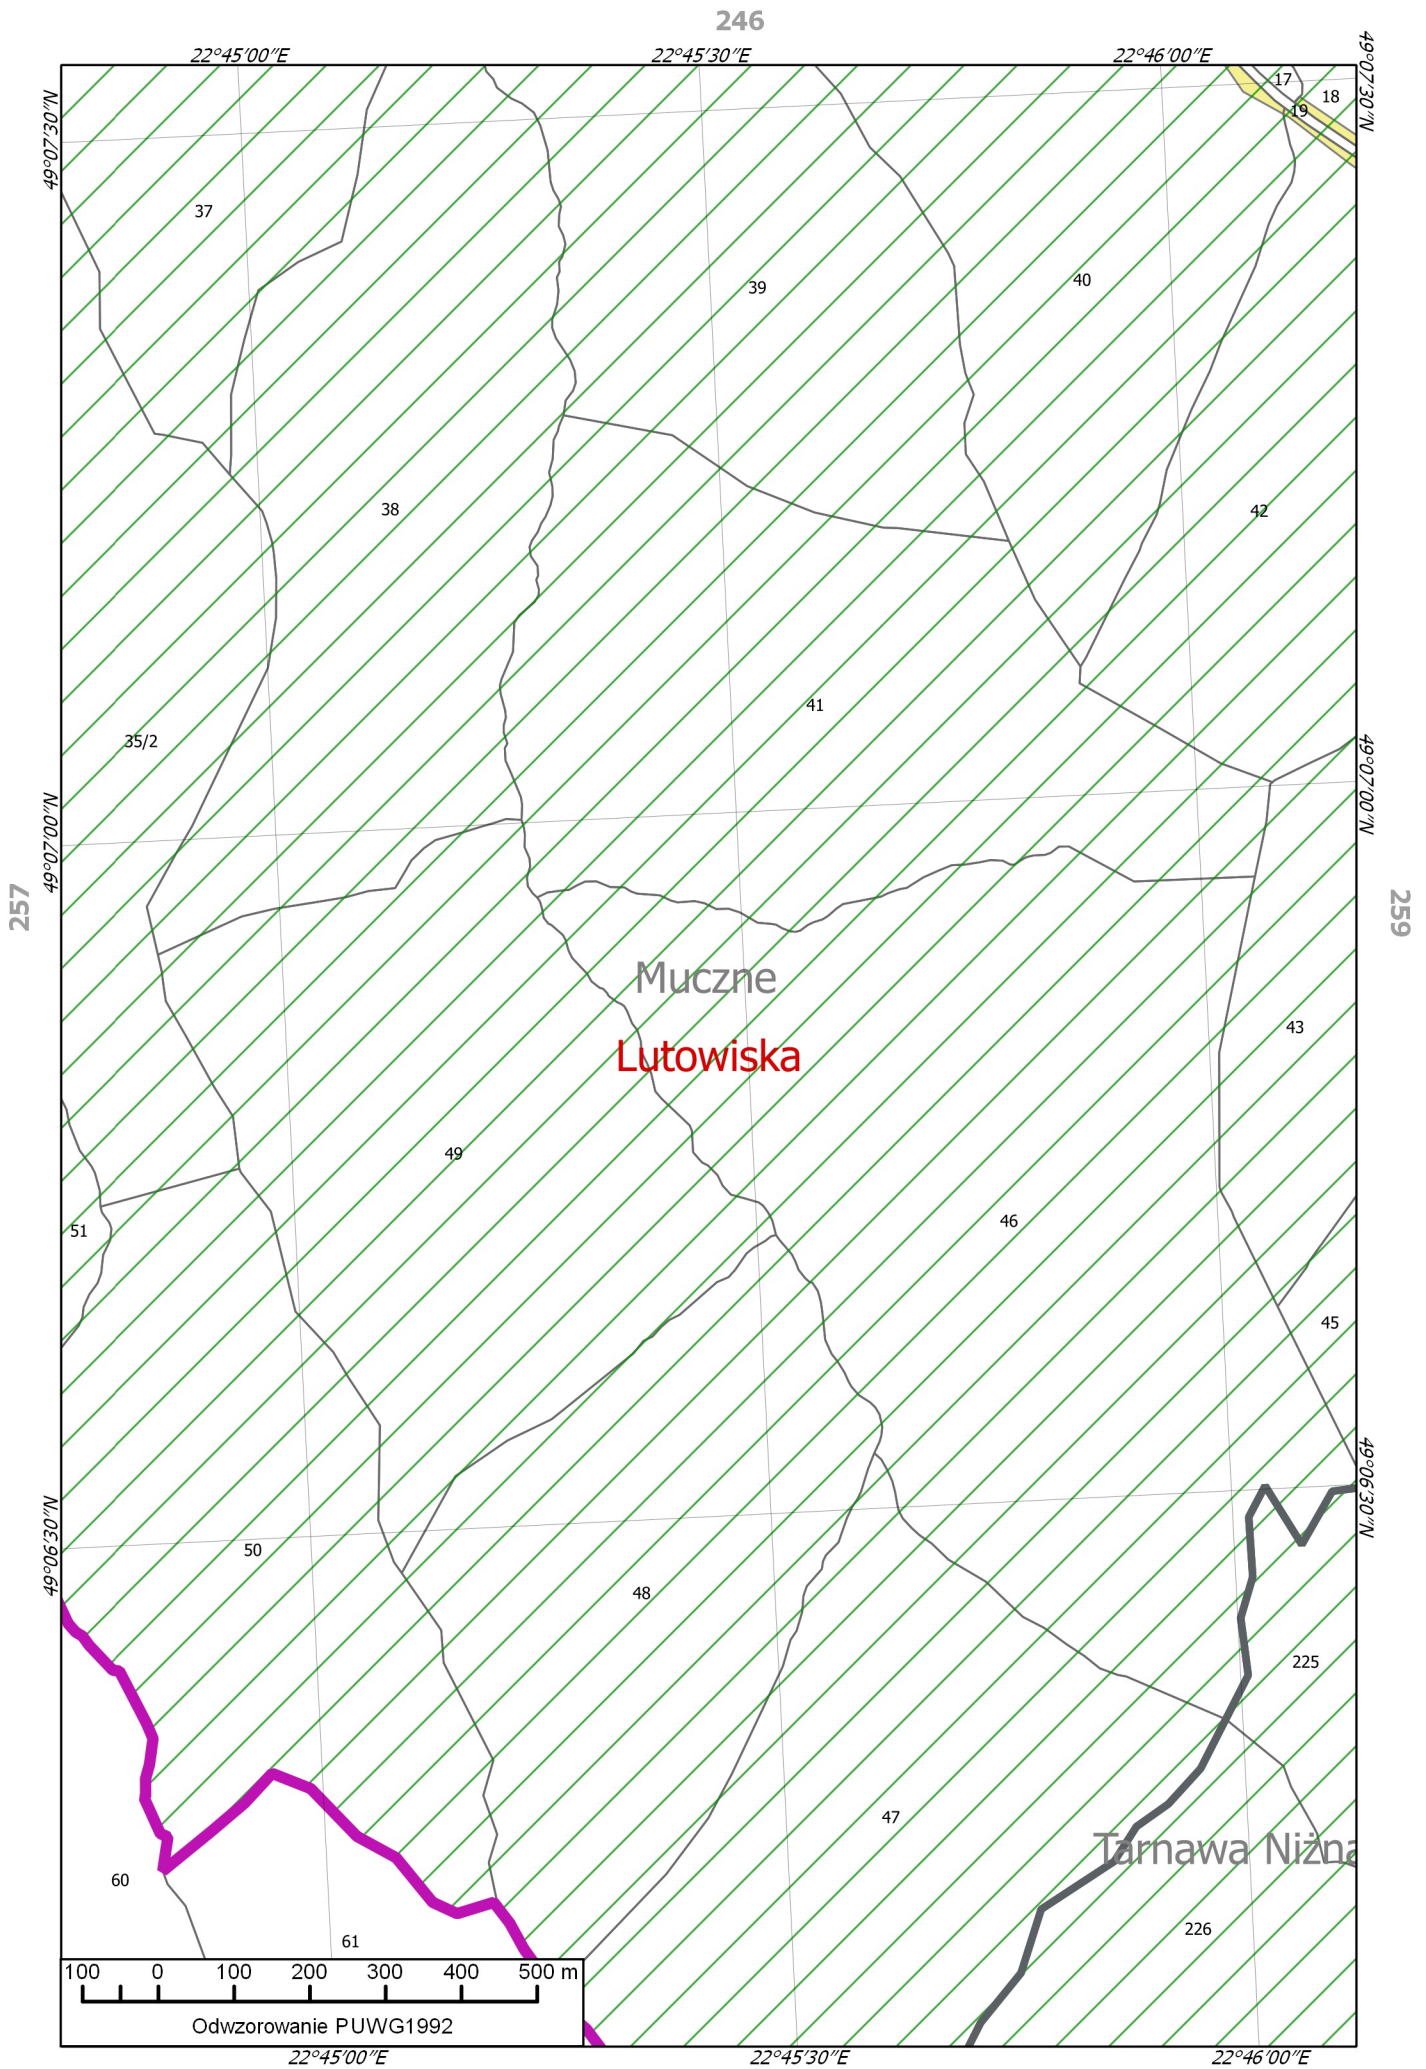 246
22°45'00"E
22°45'30"E
22°46'00"E
49°07'30"N
49°07'30"N
17
18
19
37
39
40
38
42
41
35/2
49°07'00"N
49°07'00"N
257
259
Muczne
43
Lutowiska
49
46
51
45
49°06'30"N
49°06'30"N
50
48
225
47
Tarnawa Niżna
60
226
61
100 0 100 200 300 400 500 m
Odwzorowanie PUWG1992
22°45'00"E
22°45'30"E
22°46'00"E